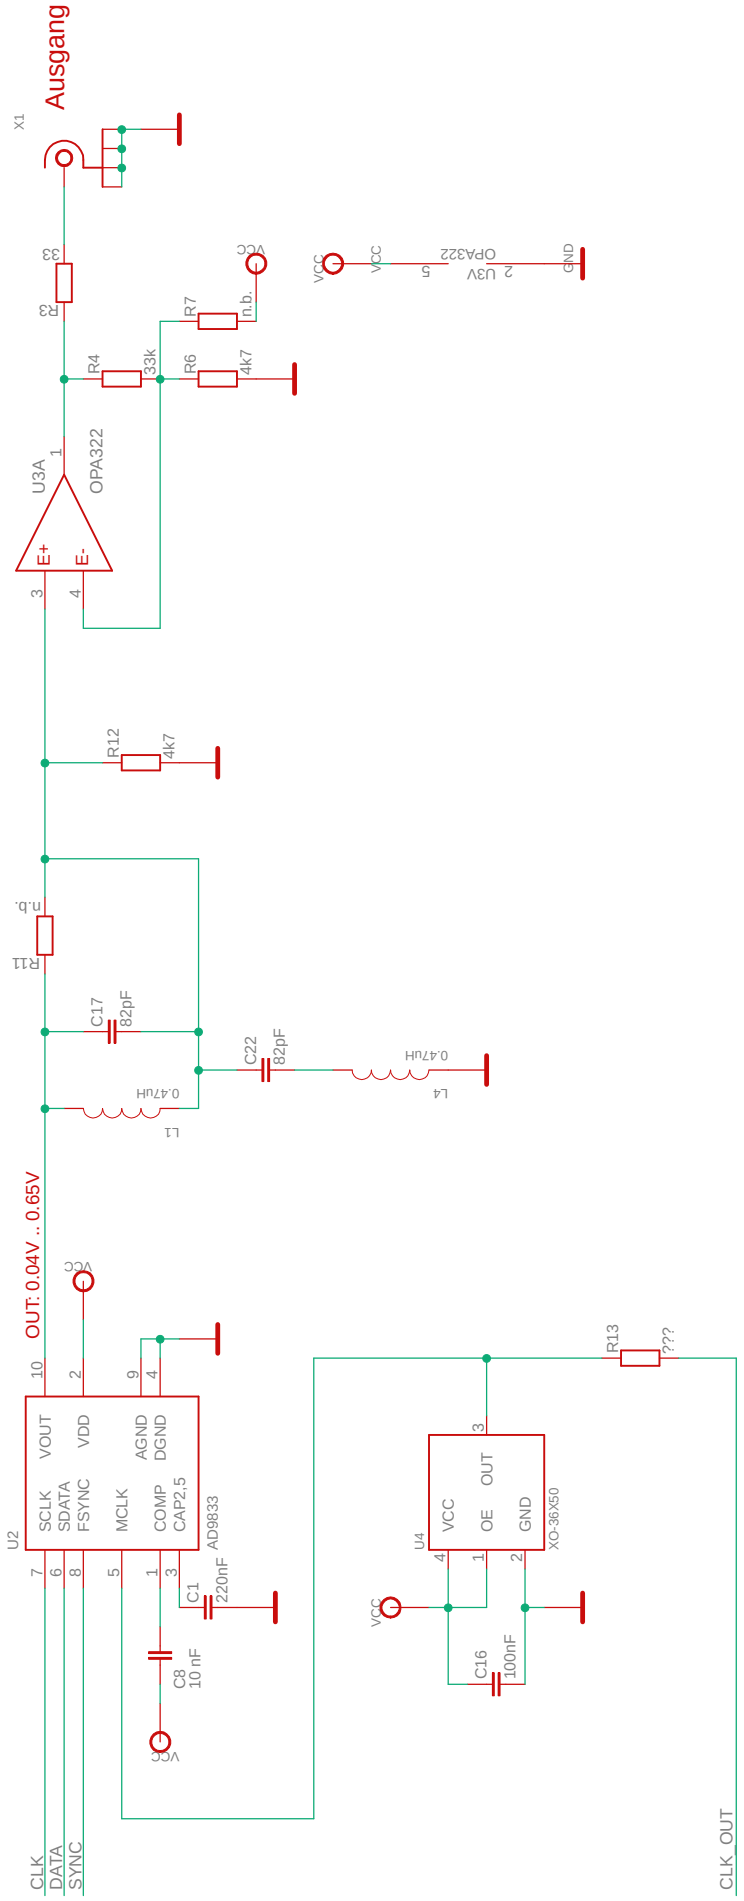 Ausgang
X1
33
R3
VCC
R7
n.b.
R4
33k
R6
4k7
VCC
VCC
5
OPA322
U3V
2
GND
U3A
OPA322
1
E+
E-
3
4
R12
4k7
n.b.
R11
C17
82pF
C22
82pF
0.47uH
L1
0.47uH
L4
OUT: 0.04V .. 0.65V
VCC
10
2
9
4
VOUT
VDD
AGND
DGND
SCLK
SDATA
FSYNC
MCLK
COMP
CAP2,5
U2
AD9833
7
6
8
5
1
3
C1
220nF
C8
10 nF
VCC
R13
???
3
OUT
VCC
OE
GND
U4
XO-36X50
4
1
2
VCC
C16
100nF
CLK
DATA
SYNC
CLK_OUT